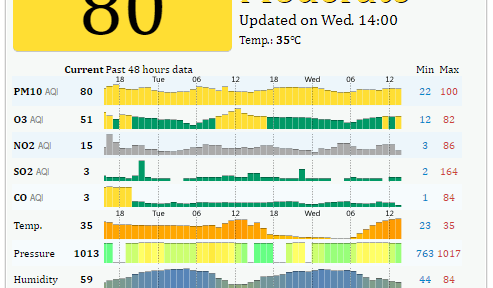 80 Moderate
Updated on Wed. 14:00
Temp.: 35°C
Current Past 48 hours data Min Max
18 Tue 06 12 18 Wed 06 12
PM10 AQI 80 22 100
O3 AQI 51 12 82
NO2 AQI 15 3 86
SO2 AQI 3 2 164
CO AQI 3 1 84
18 Tue 06 12 18 Wed 06 12
Temp. 35 23 35
Pressure 1013 763 1017
Humidity 59 44 84